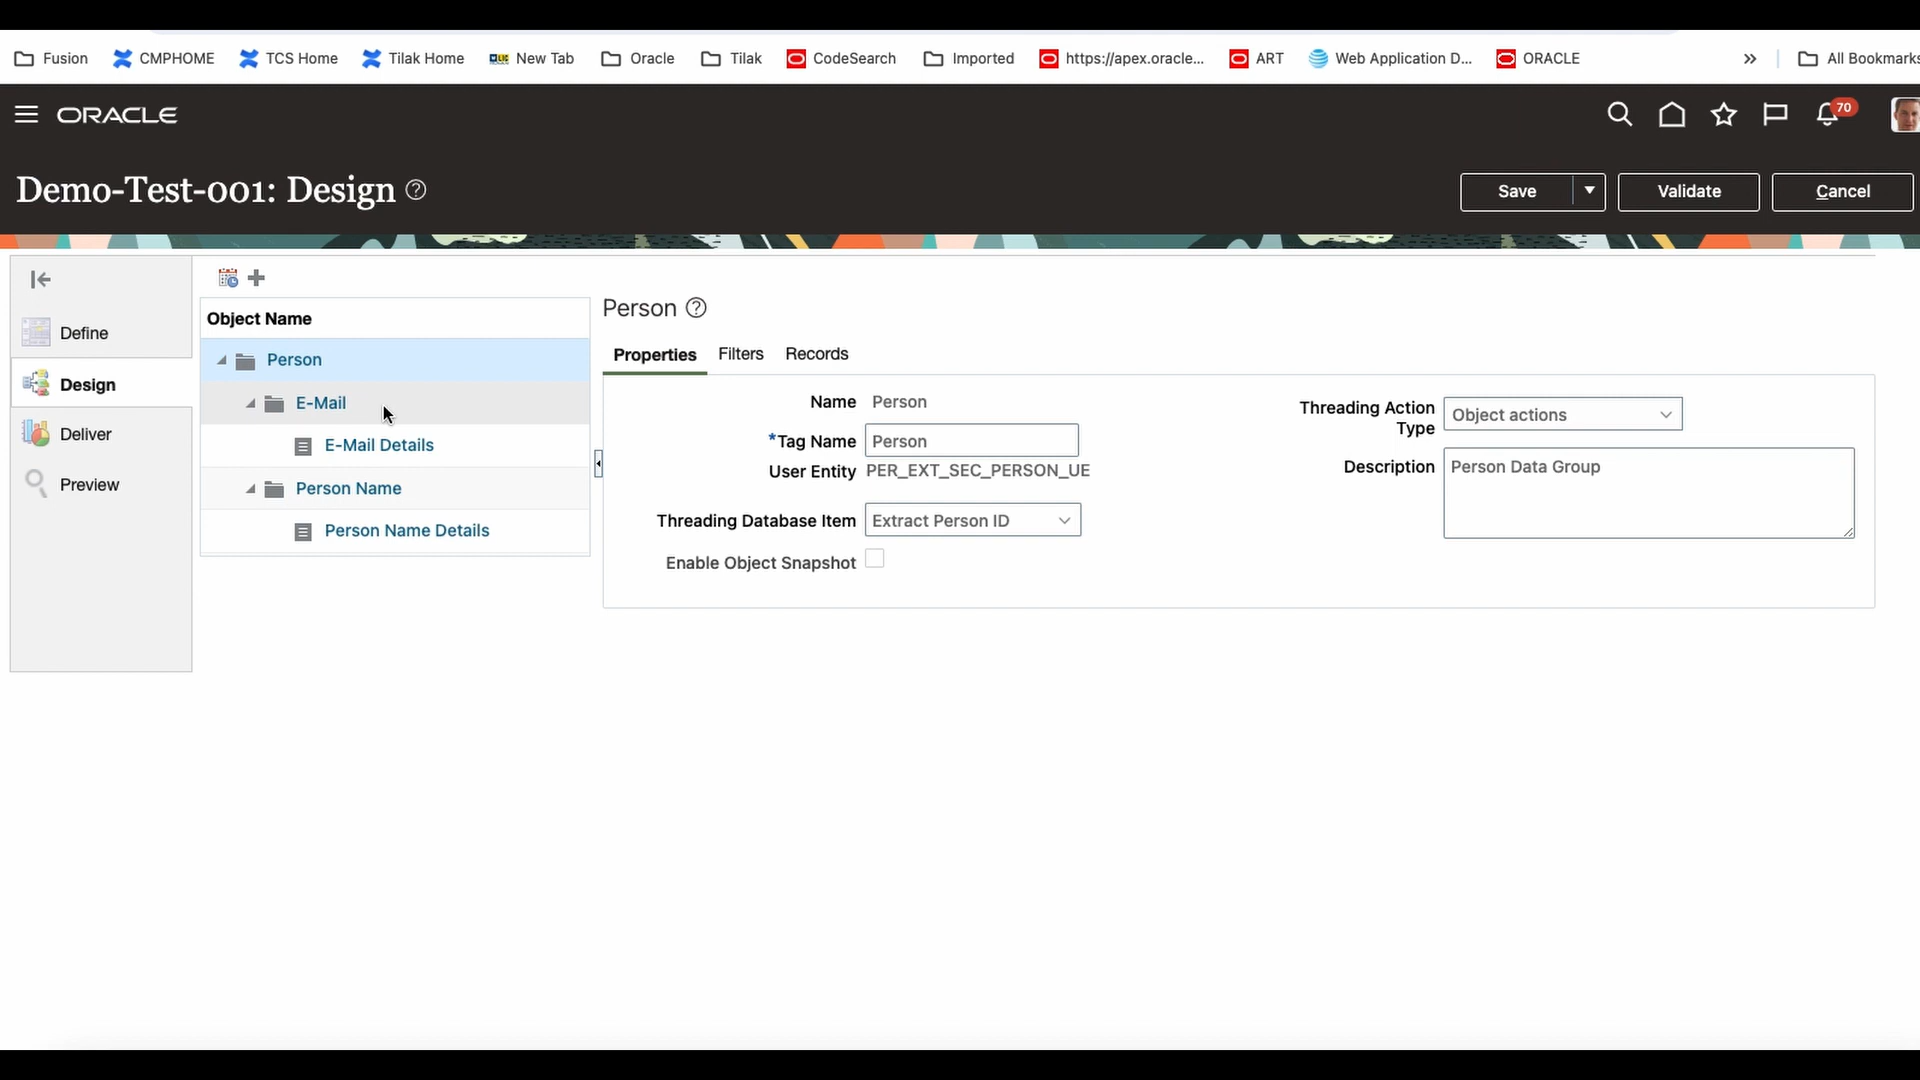 Fusion CMPHOME TCS Home Tilak Home New Tab Oracle Tilak CodeSearch Imported https://apex.oracle... ART Web Application D... ORACLE » All Bookmarks
ORACLE 70
Demo-Test-001: Design ? Save Validate Cancel
Define
Design
Deliver
Preview
Object Name
Person
E-Mail
E-Mail Details
Person Name
Person Name Details
Person ?
Properties Filters Records
Name Person
*Tag Name Person
User Entity PER_EXT_SEC_PERSON_UE
Threading Database Item Extract Person ID
Enable Object Snapshot
Threading Action Type Object actions
Description Person Data Group